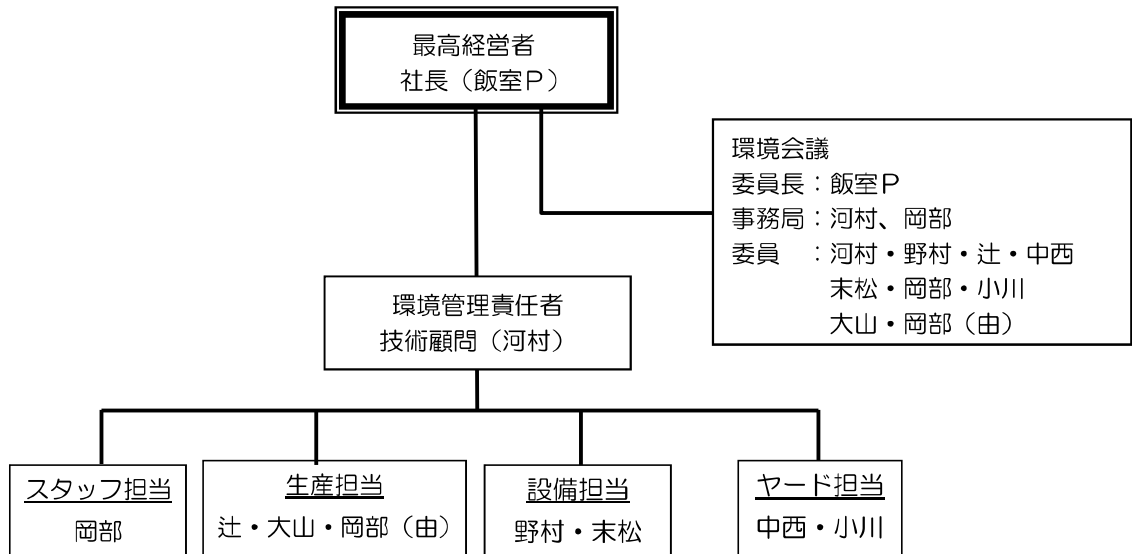 最高経営者
社長（飯室Ｐ）
環境会議
委員長：飯室Ｐ
事務局：河村、岡部
委員　：河村・野村・辻・中西
末松・岡部・小川
大山・岡部（由）
環境管理責任者
技術顧問（河村）
スタッフ担当
岡部
生産担当
辻・大山・岡部（由）
設備担当
野村・末松
ヤード担当
中西・小川